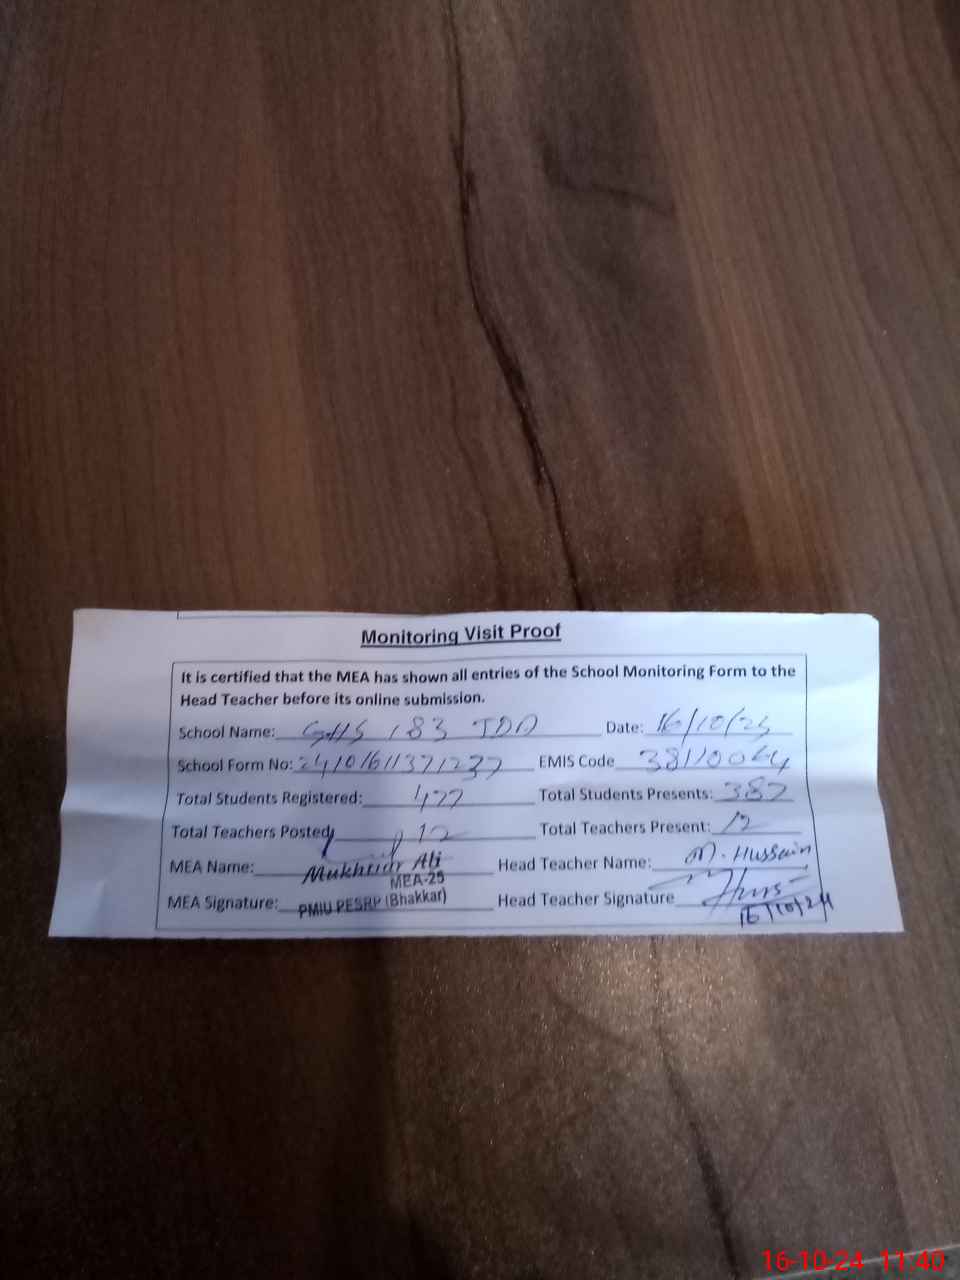 Monitoring Visit Proof
It is certified that the MEA has shown all entries of the School Monitoring Form to the
Head Teacher before its online submission.
School Name: GHS 183 TDA Date: 16/10/24
School Form No: EMIS Code 38110064
Total Students Registered: 477 Total Students Presents: 387
Total Teachers Posted 12 Total Teachers Present: 12
MEA Name: Mukhtiar Ali Head Teacher Name: M. Hussain
MEA-25
MEA Signature: PMIU PESRP (Bhakkar) Head Teacher Signature
16/10/24
16-10-24 11:40